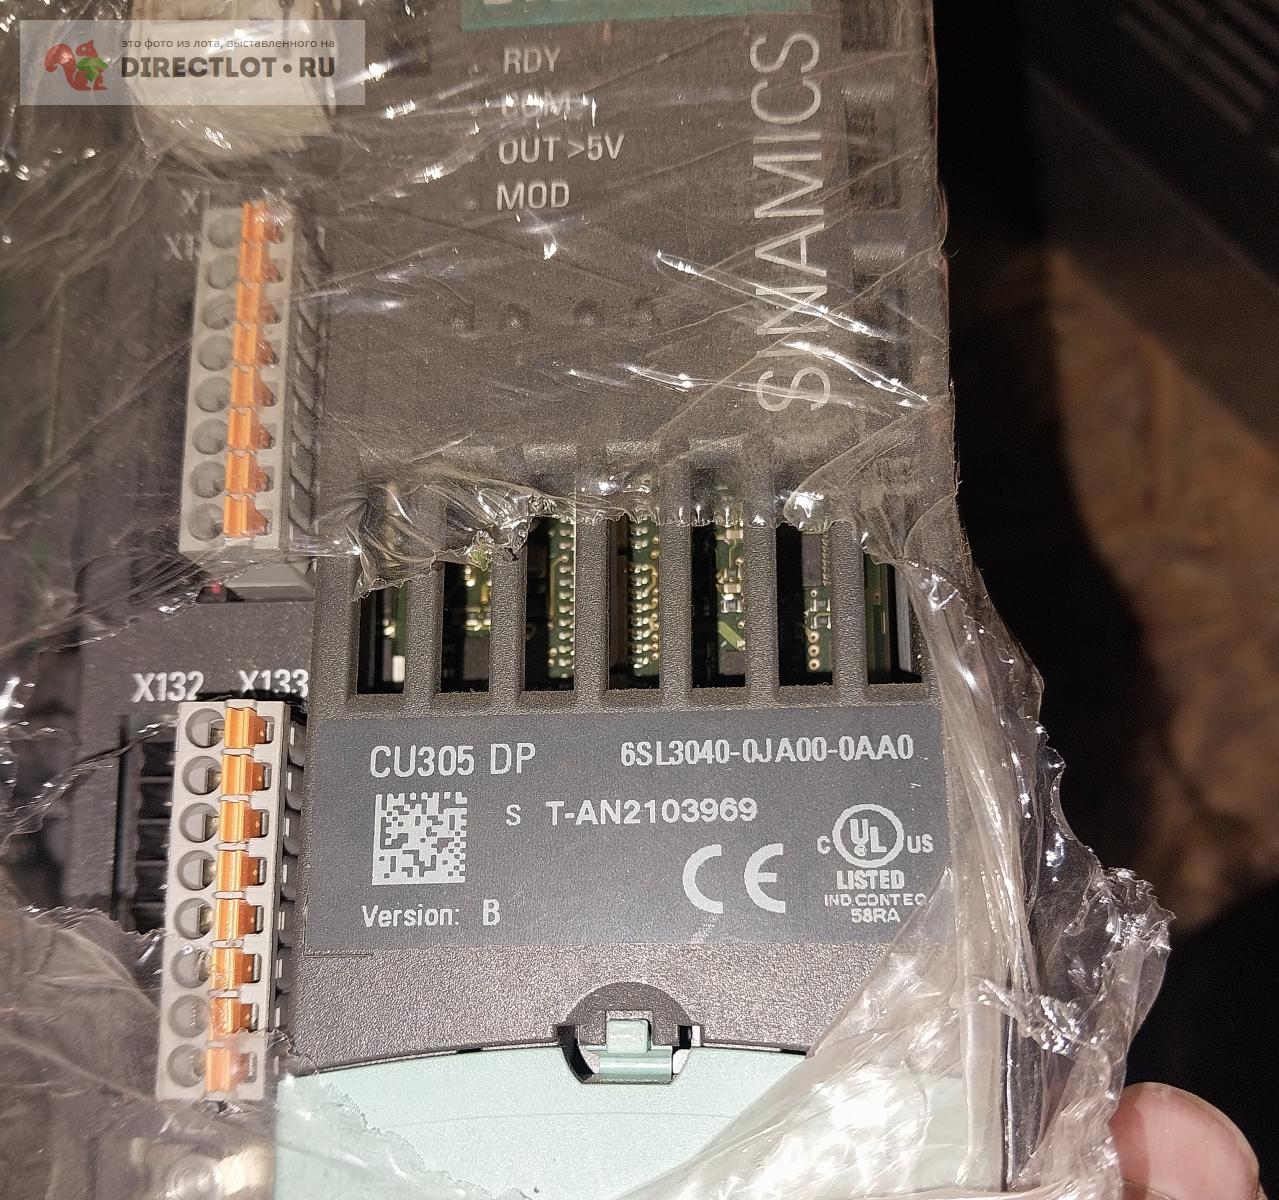 это фото из лота, выставленного на
DIRECTLOT.RU
RDY
COM
OUT >5V
MOD
SINAMICS
X132 X133
CU305 DP 6SL3040-0JA00-0AA0
S T-AN2103969
CE
C UL US
LISTED
IND.CONT.EQ.
58RA
Version: B